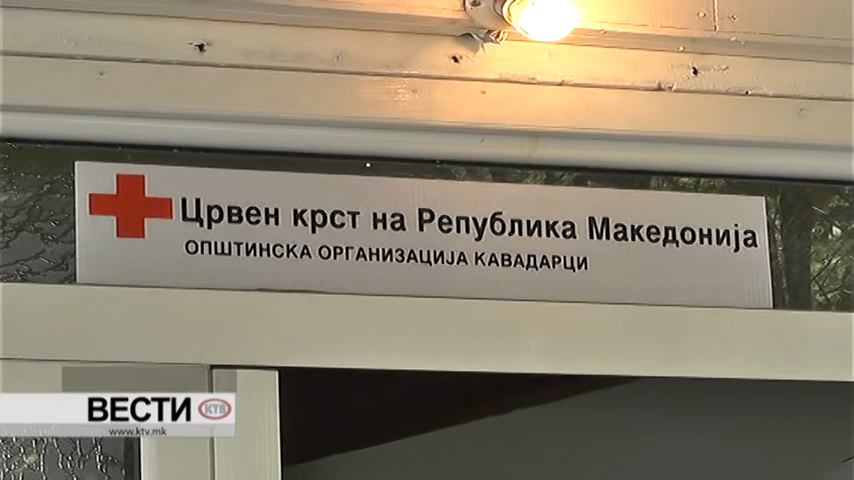 Црвен крст на Република Македонија
ОПШТИНСКА ОРГАНИЗАЦИЈА КАВАДАРЦИ
ВЕСТИ КТВ
www.ktv.mk